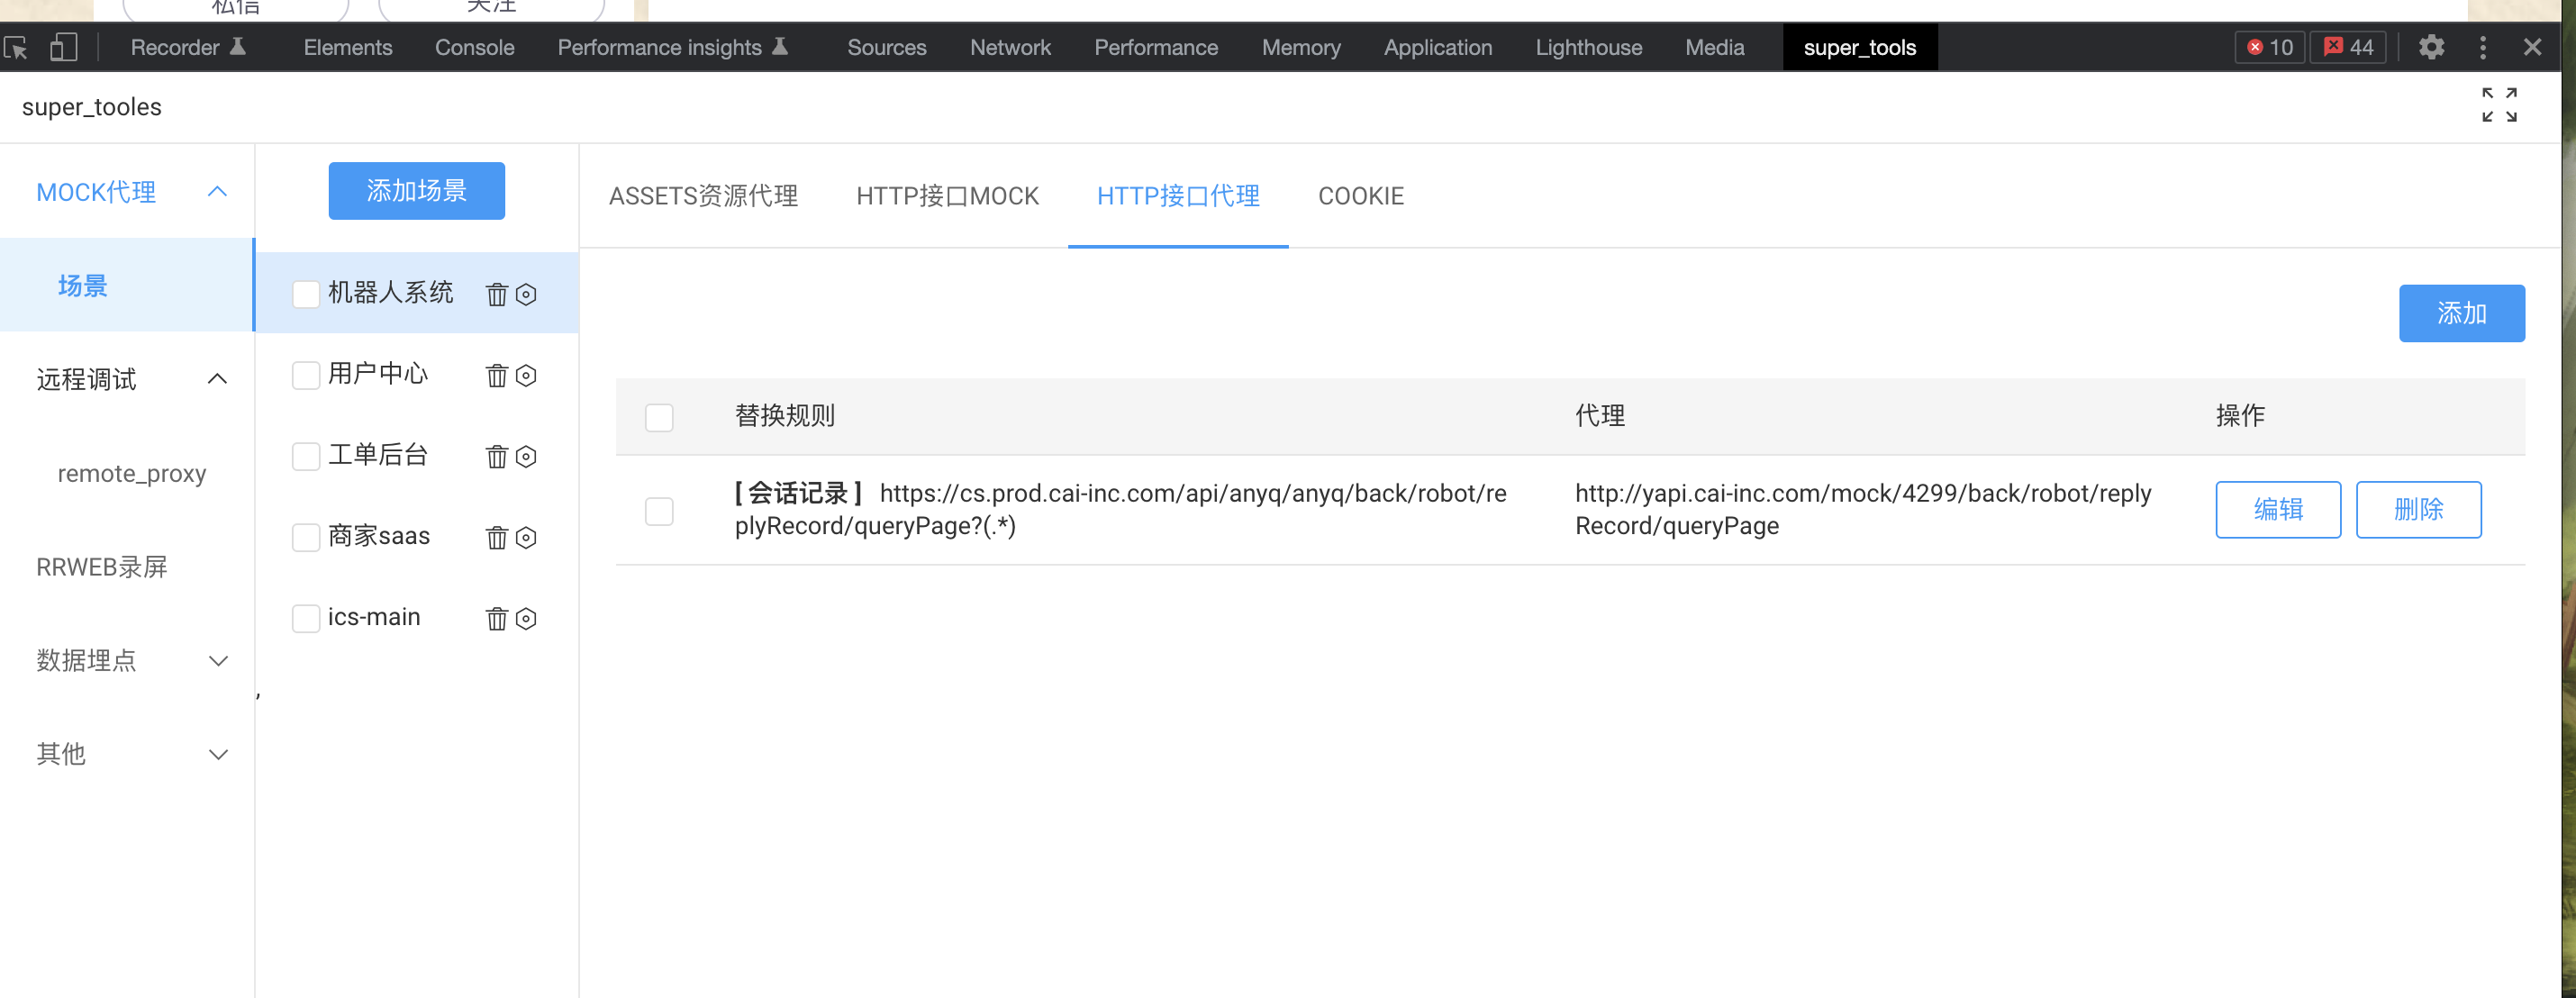 私信
关注
Recorder
Elements
Console
Performance insights
Sources
Network
Performance
Memory
Application
Lighthouse
Media
super_tools
10
44
super_tooles
MOCK代理
场景
远程调试
remote_proxy
RRWEB录屏
数据埋点
其他
添加场景
机器人系统
用户中心
工单后台
商家saas
ics-main
,
ASSETS资源代理
HTTP接口MOCK
HTTP接口代理
COOKIE
添加
替换规则
代理
操作
[ 会话记录 ] https://cs.prod.cai-inc.com/api/anyq/anyq/back/robot/re
plyRecord/queryPage?(.*)
http://yapi.cai-inc.com/mock/4299/back/robot/reply
Record/queryPage
编辑
删除